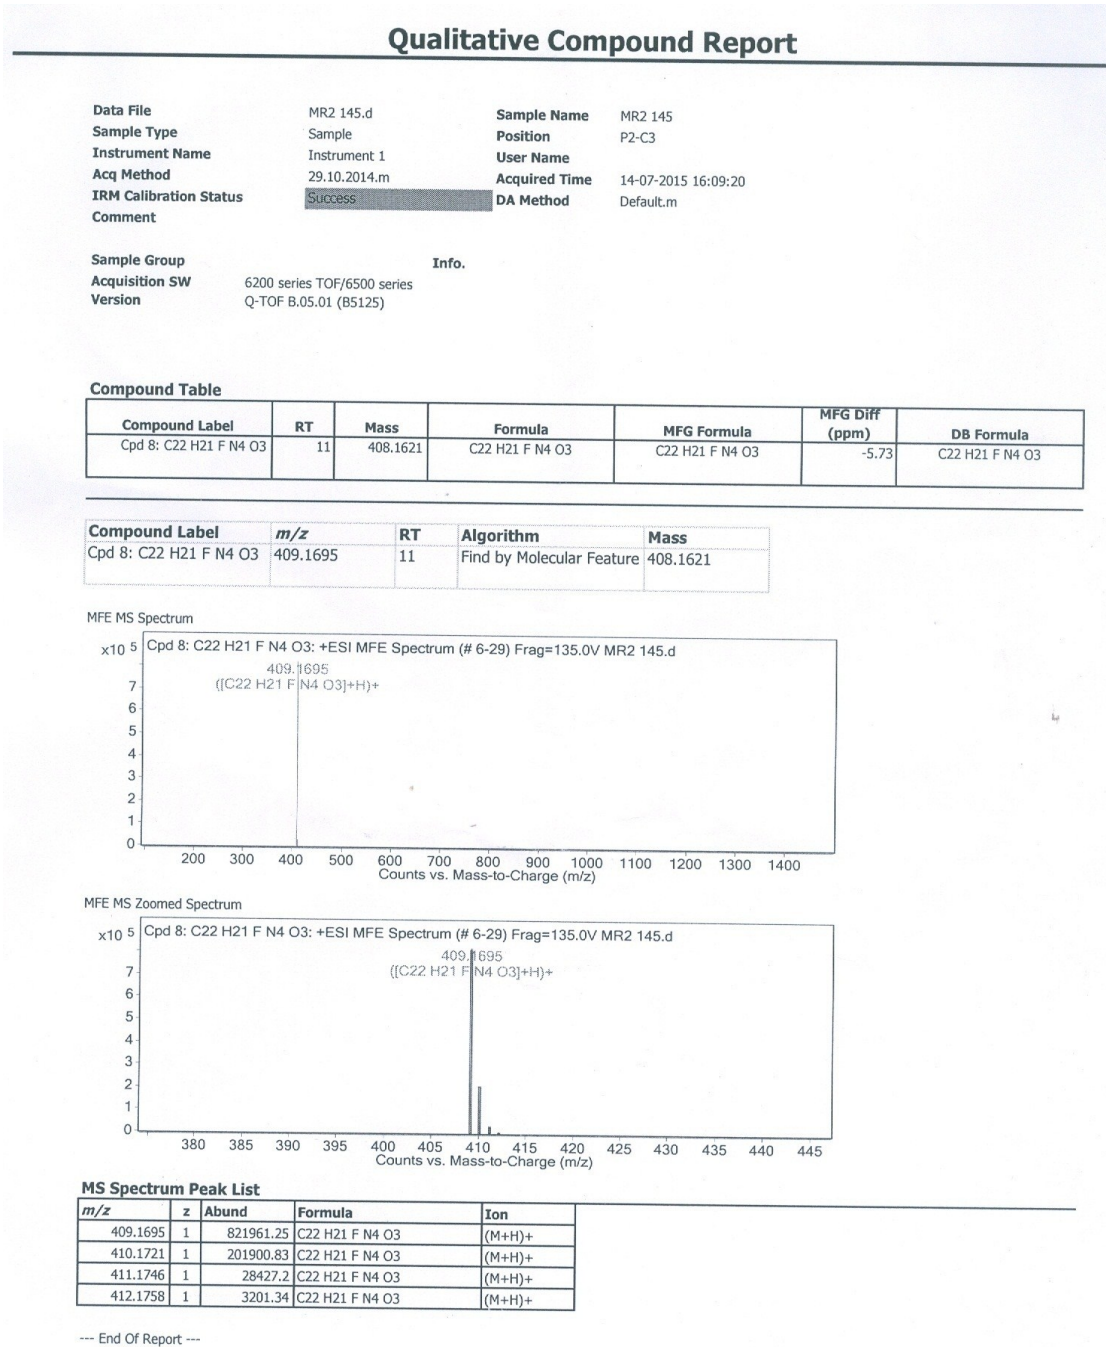 Qualitative Compound Report
Data File MR2 145.d Sample Name MR2 145
Sample Type Sample Position P2-C3
Instrument Name Instrument 1 User Name
Acq Method 29.10.2014.m Acquired Time 14-07-2015 16:09:20
IRM Calibration Status Success DA Method Default.m
Comment
Sample Group Info.
Acquisition SW 6200 series TOF/6500 series
Version Q-TOF B.05.01 (B5125)
Compound Table
Compound Label RT Mass Formula MFG Formula MFG Diff (ppm) DB Formula
Cpd 8: C22 H21 F N4 O3 11 408.1621 C22 H21 F N4 O3 C22 H21 F N4 O3 -5.73 C22 H21 F N4 O3
Compound Label m/z RT Algorithm Mass
Cpd 8: C22 H21 F N4 O3 409.1695 11 Find by Molecular Feature 408.1621
MFE MS Spectrum
x10 5 Cpd 8: C22 H21 F N4 O3: +ESI MFE Spectrum (# 6-29) Frag=135.0V MR2 145.d
409.1695
([C22 H21 F N4 O3]+H)+
7
6
5
4
3
2
1
0
200 300 400 500 600 700 800 900 1000 1100 1200 1300 1400
Counts vs. Mass-to-Charge (m/z)
MFE MS Zoomed Spectrum
x10 5 Cpd 8: C22 H21 F N4 O3: +ESI MFE Spectrum (# 6-29) Frag=135.0V MR2 145.d
409.1695
([C22 H21 F N4 O3]+H)+
7
6
5
4
3
2
1
0
380 385 390 395 400 405 410 415 420 425 430 435 440 445
Counts vs. Mass-to-Charge (m/z)
MS Spectrum Peak List
m/z z Abund Formula Ion
409.1695 1 821961.25 C22 H21 F N4 O3 (M+H)+
410.1721 1 201900.83 C22 H21 F N4 O3 (M+H)+
411.1746 1 28427.2 C22 H21 F N4 O3 (M+H)+
412.1758 1 3201.34 C22 H21 F N4 O3 (M+H)+
--- End Of Report ---